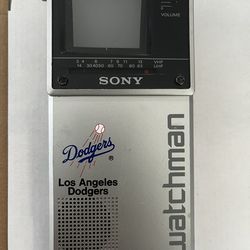 VOLUME
VHF
UHF
SONY
Dodgers
®
Los Angeles
Dodgers
watchman